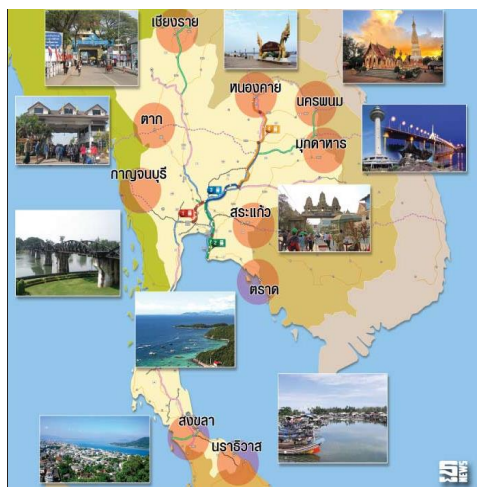 เชียงราย
หนองคาย
นครพนม
ตาก
มุกดาหาร
กาญจนบุรี
สระแก้ว
ตราด
สงขลา
นราธิวาส
NEWS